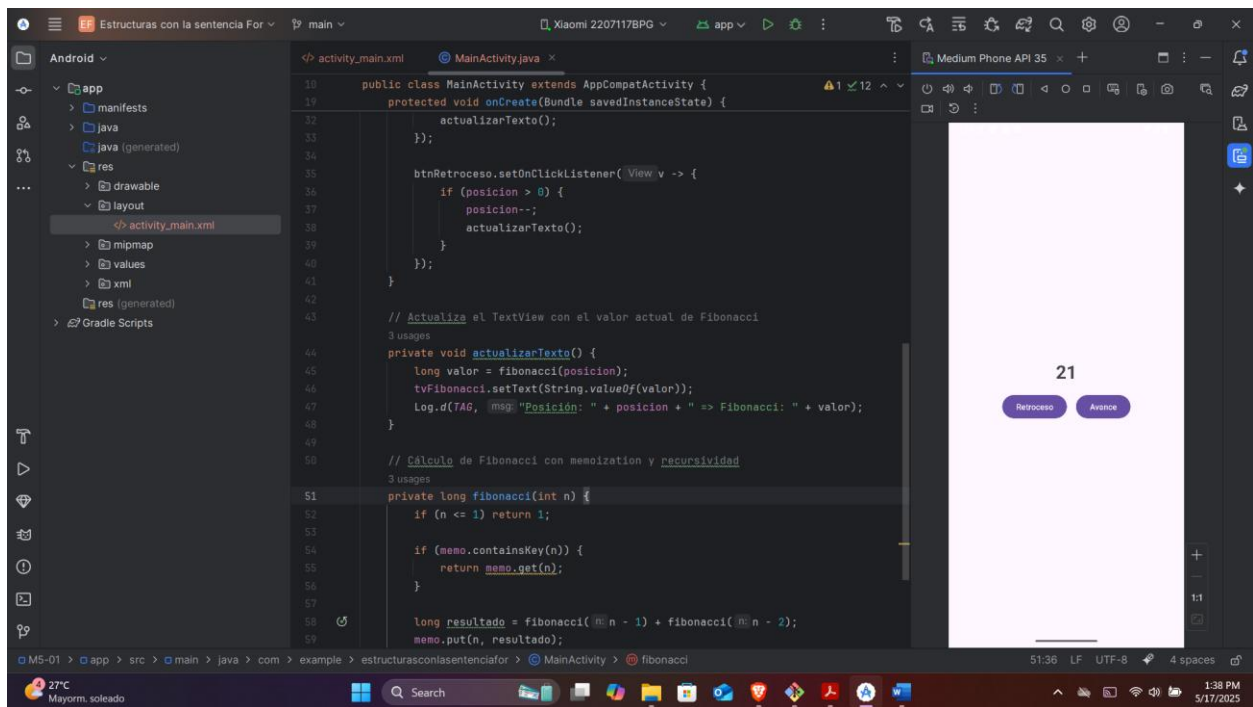 EF Estructuras con la sentencia For
main
Xiaomi 2207117BPG
app
Android
activity_main.xml
MainActivity.java
Medium Phone API 35
app
manifests
java
java (generated)
res
drawable
layout
activity_main.xml
mipmap
values
xml
res (generated)
Gradle Scripts
1 12
10 public class MainActivity extends AppCompatActivity {
19 protected void onCreate(Bundle savedInstanceState) {
32 actualizarTexto();
33 });
34
35 btnRetroceso.setOnClickListener( View v -> {
36 if (posicion > 0) {
37 posicion--;
38 actualizarTexto();
39 }
40 });
41 }
42
43 // Actualiza el TextView con el valor actual de Fibonacci
3 usages
44 private void actualizarTexto() {
45 long valor = fibonacci(posicion);
46 tvFibonacci.setText(String.valueOf(valor));
47 Log.d(TAG, msg: "Posición: " + posicion + " => Fibonacci: " + valor);
48 }
49
50 // Cálculo de Fibonacci con memoization y recursividad
3 usages
51 private long fibonacci(int n) {
52 if (n <= 1) return 1;
53
54 if (memo.containsKey(n)) {
55 return memo.get(n);
56 }
57
58 long resultado = fibonacci( n: n - 1) + fibonacci( n: n - 2);
59 memo.put(n, resultado);
21
Retroceso Avance
1:1
M5-01 > app > src > main > java > com > example > estructurasconlasentenciafor > MainActivity > fibonacci
51:36 LF UTF-8 4 spaces
4
27°C
Mayorm. soleado
Search
1:38 PM
5/17/2025